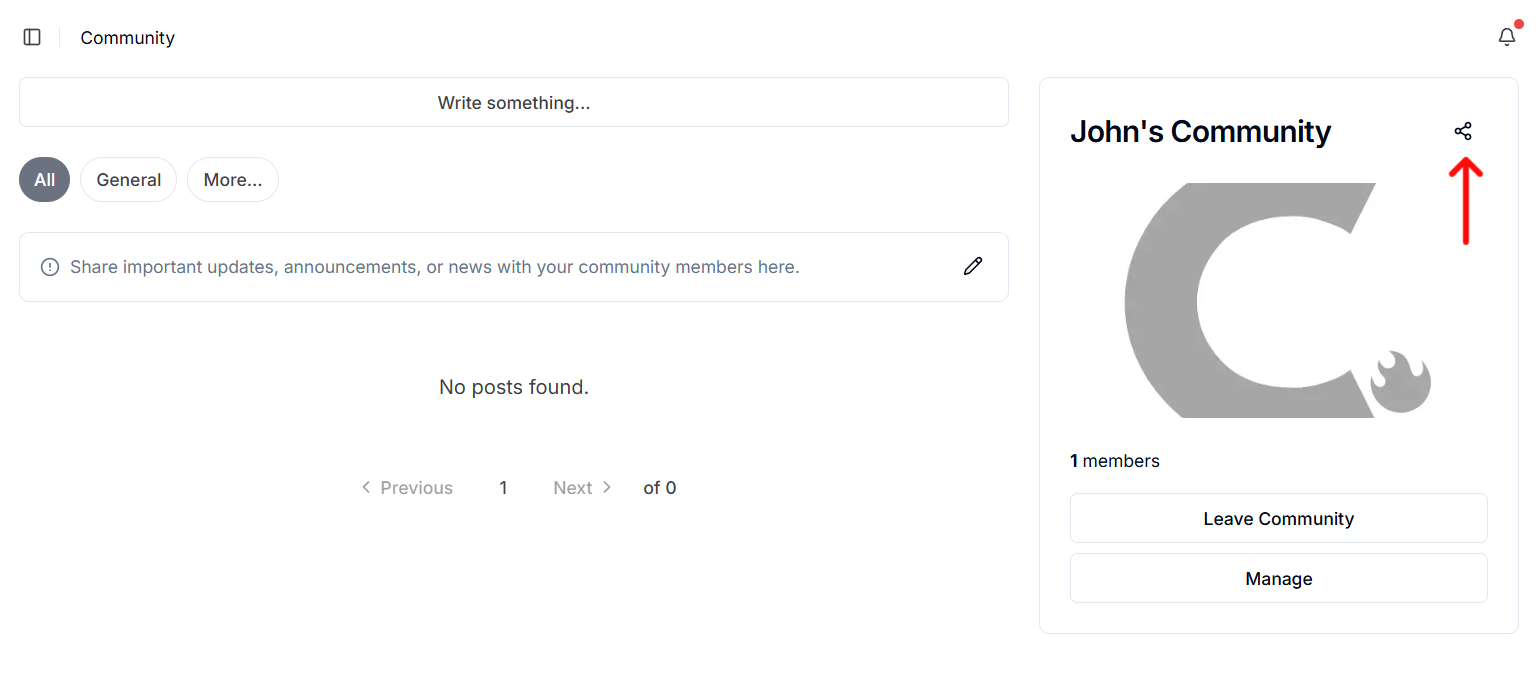 Community
Write something...
All General More...
Share important updates, announcements, or news with your community members here.
No posts found.
Previous 1 Next of 0
John's Community
1 members
Leave Community
Manage